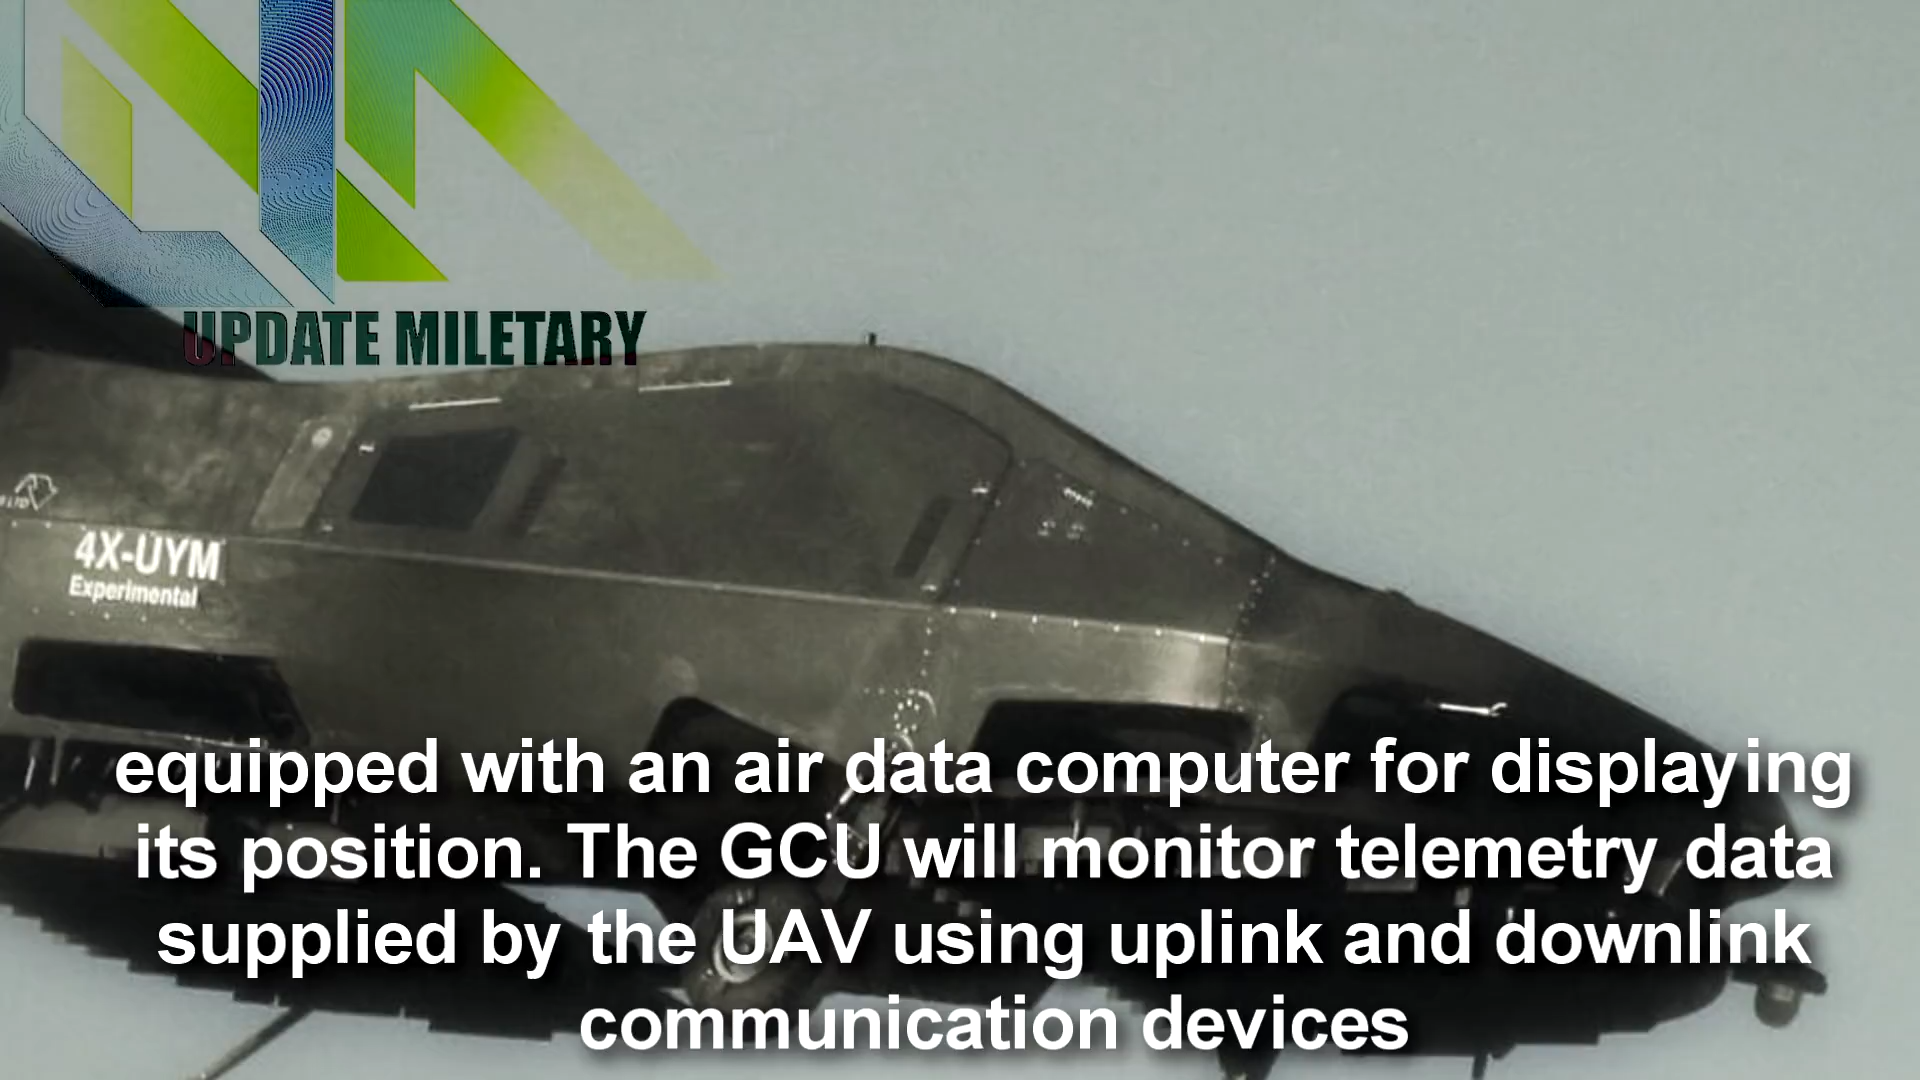 UPDATE MILETARY
4X-UYM
Experimental
equipped with an air data computer for displaying
its position. The GCU will monitor telemetry data
supplied by the UAV using uplink and downlink
communication devices